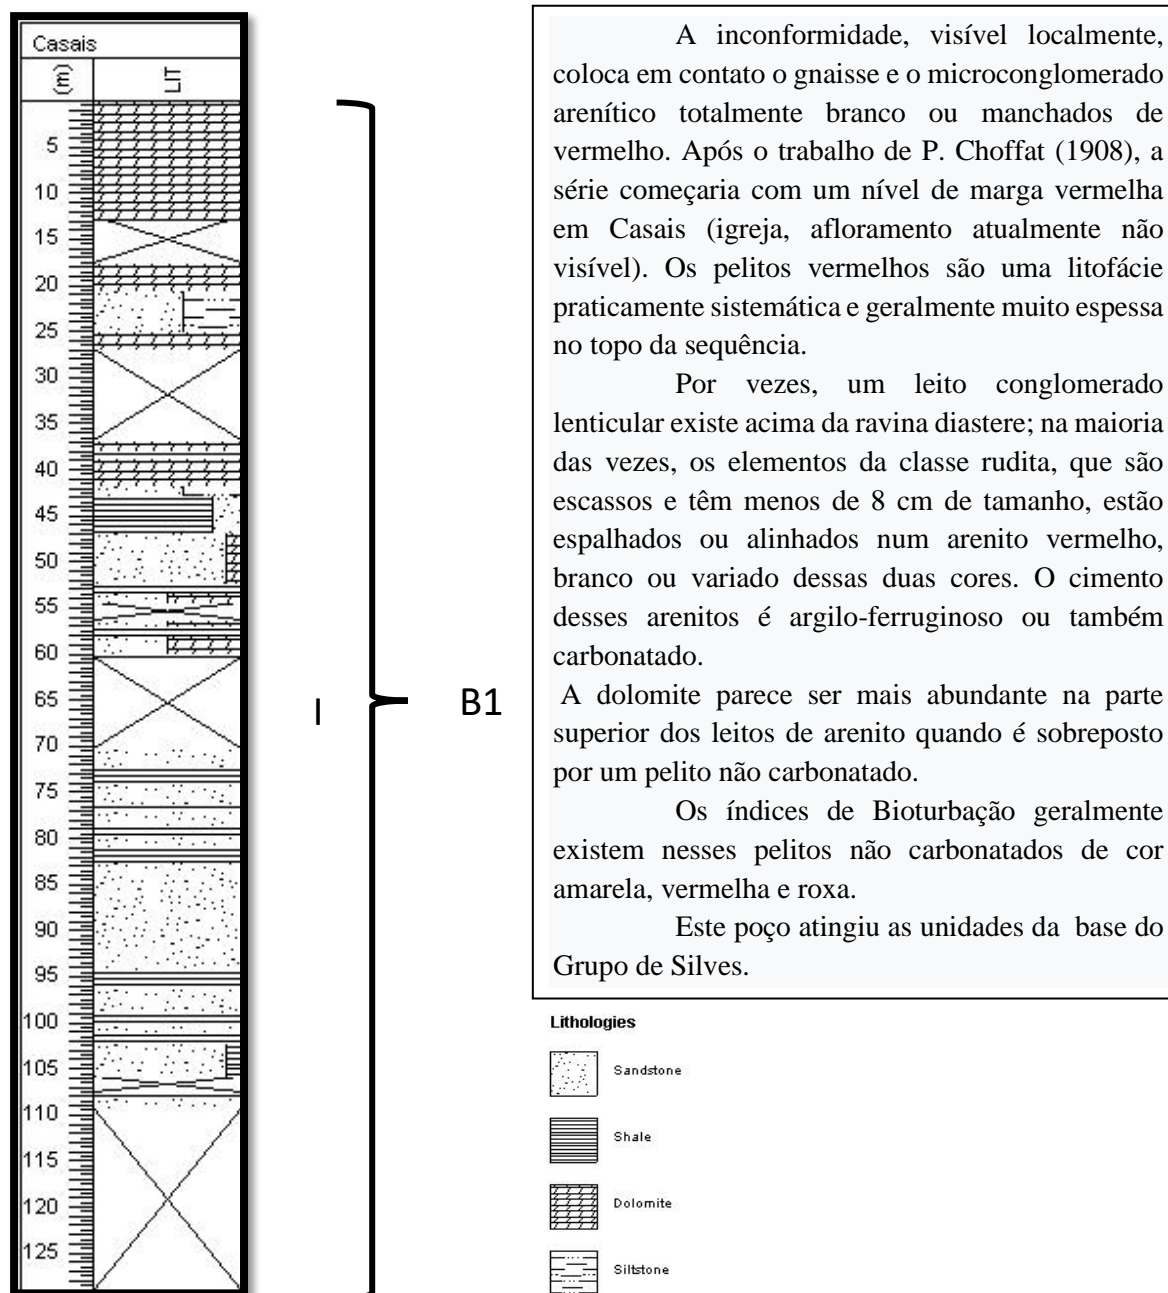 Casais
(m)
LIT
5
10
15
20
25
30
35
40
45
50
55
60
65
70
75
80
85
90
95
100
105
110
115
120
125
I
B1
A inconformidade, visível localmente,
coloca em contato o gnaisse e o microconglomerado
arenítico totalmente branco ou manchados de
vermelho. Após o trabalho de P. Choffat (1908), a
série começaria com um nível de marga vermelha
em Casais (igreja, afloramento atualmente não
visível). Os pelitos vermelhos são uma litofácie
praticamente sistemática e geralmente muito espessa
no topo da sequência.
Por vezes, um leito conglomerado
lenticular existe acima da ravina diastere; na maioria
das vezes, os elementos da classe rudita, que são
escassos e têm menos de 8 cm de tamanho, estão
espalhados ou alinhados num arenito vermelho,
branco ou variado dessas duas cores. O cimento
desses arenitos é argilo-ferruginoso ou também
carbonatado.
A dolomite parece ser mais abundante na parte
superior dos leitos de arenito quando é sobreposto
por um pelito não carbonatado.
Os índices de Bioturbação geralmente
existem nesses pelitos não carbonatados de cor
amarela, vermelha e roxa.
Este poço atingiu as unidades da base do
Grupo de Silves.
Lithologies
Sandstone
Shale
Dolomite
Siltstone